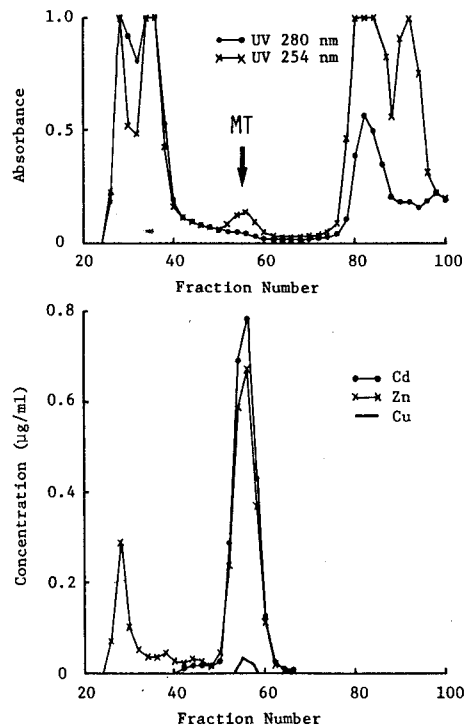 1.0
0.5
0
Absorbance
UV 280 nm
UV 254 nm
MT
20 40 60 80 100
Fraction Number
0.8
0.6
0.4
0.2
0
Concentration (µg/ml)
Cd
Zn
Cu
20 40 60 80 100
Fraction Number